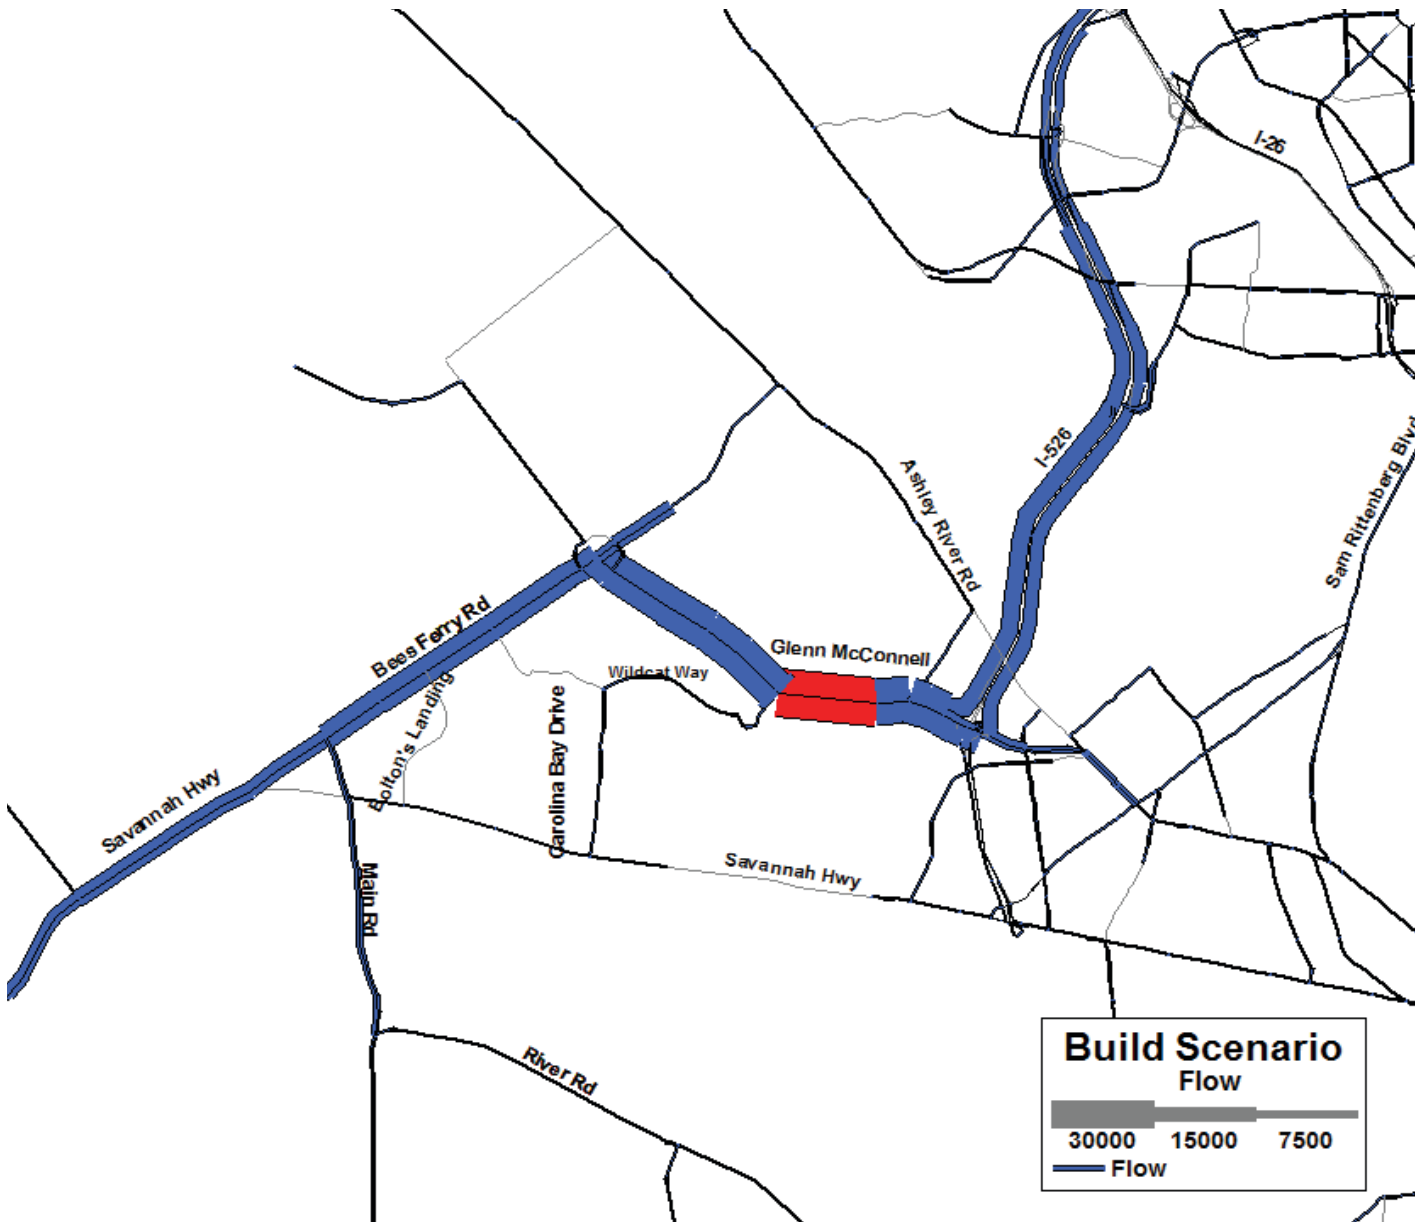 I-26
I-526
Ashley River Rd
Sam Rittenberg Blvd
Bees Ferry Rd
Glenn McConnell
Wildcat Way
Bolton's Landing
Carolina Bay Drive
Savannah Hwy
Savannah Hwy
Main Rd
River Rd
Build Scenario
Flow
30000 15000 7500
Flow